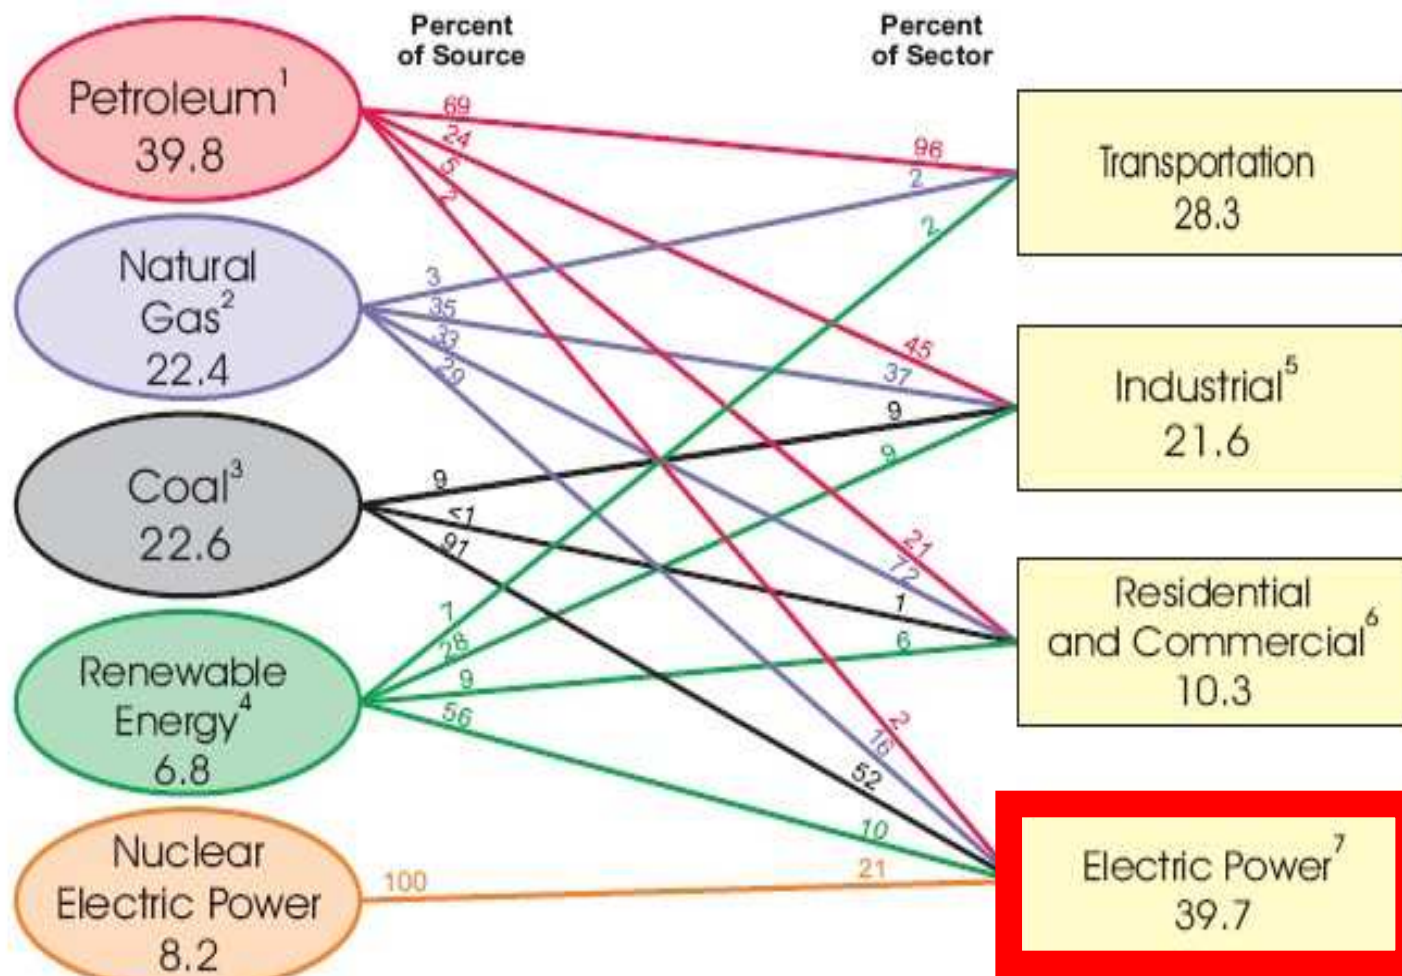 Percent
of Source
Percent
of Sector
Petroleum¹
39.8
Natural
Gas²
22.4
Coal³
22.6
Renewable
Energy⁴
6.8
Nuclear
Electric Power
8.2
69
24
5
2
3
35
33
29
9
<1
91
7
28
9
56
100
96
2
2
45
37
9
9
21
72
1
6
2
16
52
10
21
Transportation
28.3
Industrial⁵
21.6
Residential
and Commercial⁶
10.3
Electric Power⁷
39.7